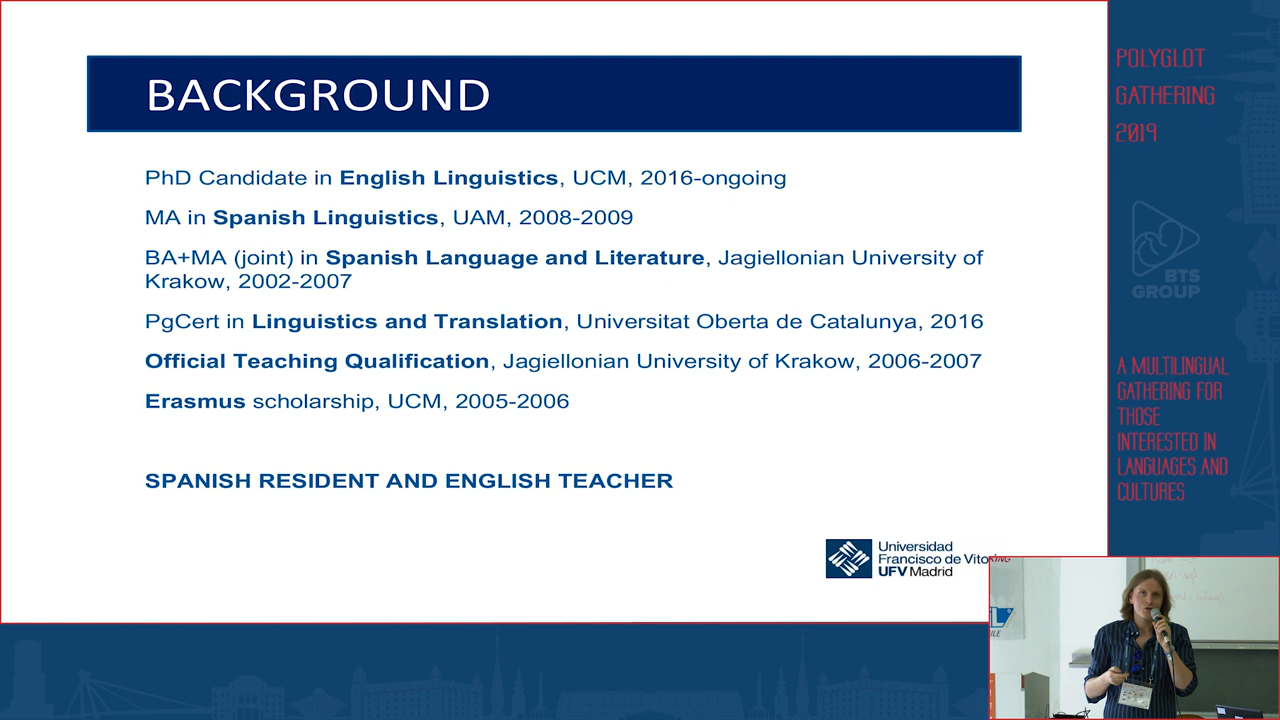 BACKGROUND
PhD Candidate in English Linguistics, UCM, 2016-ongoing
MA in Spanish Linguistics, UAM, 2008-2009
BA+MA (joint) in Spanish Language and Literature, Jagiellonian University of
Krakow, 2002-2007
PgCert in Linguistics and Translation, Universitat Oberta de Catalunya, 2016
Official Teaching Qualification, Jagiellonian University of Krakow, 2006-2007
Erasmus scholarship, UCM, 2005-2006
SPANISH RESIDENT AND ENGLISH TEACHER
Universidad
Francisco de Vito
UFV Madrid
POLYGLOT
GATHERING
2019
BTS
GROUP
A MULTILINGUAL
GATHERING FOR
THOSE
INTERESTED IN
LANGUAGES AND
CULTURES